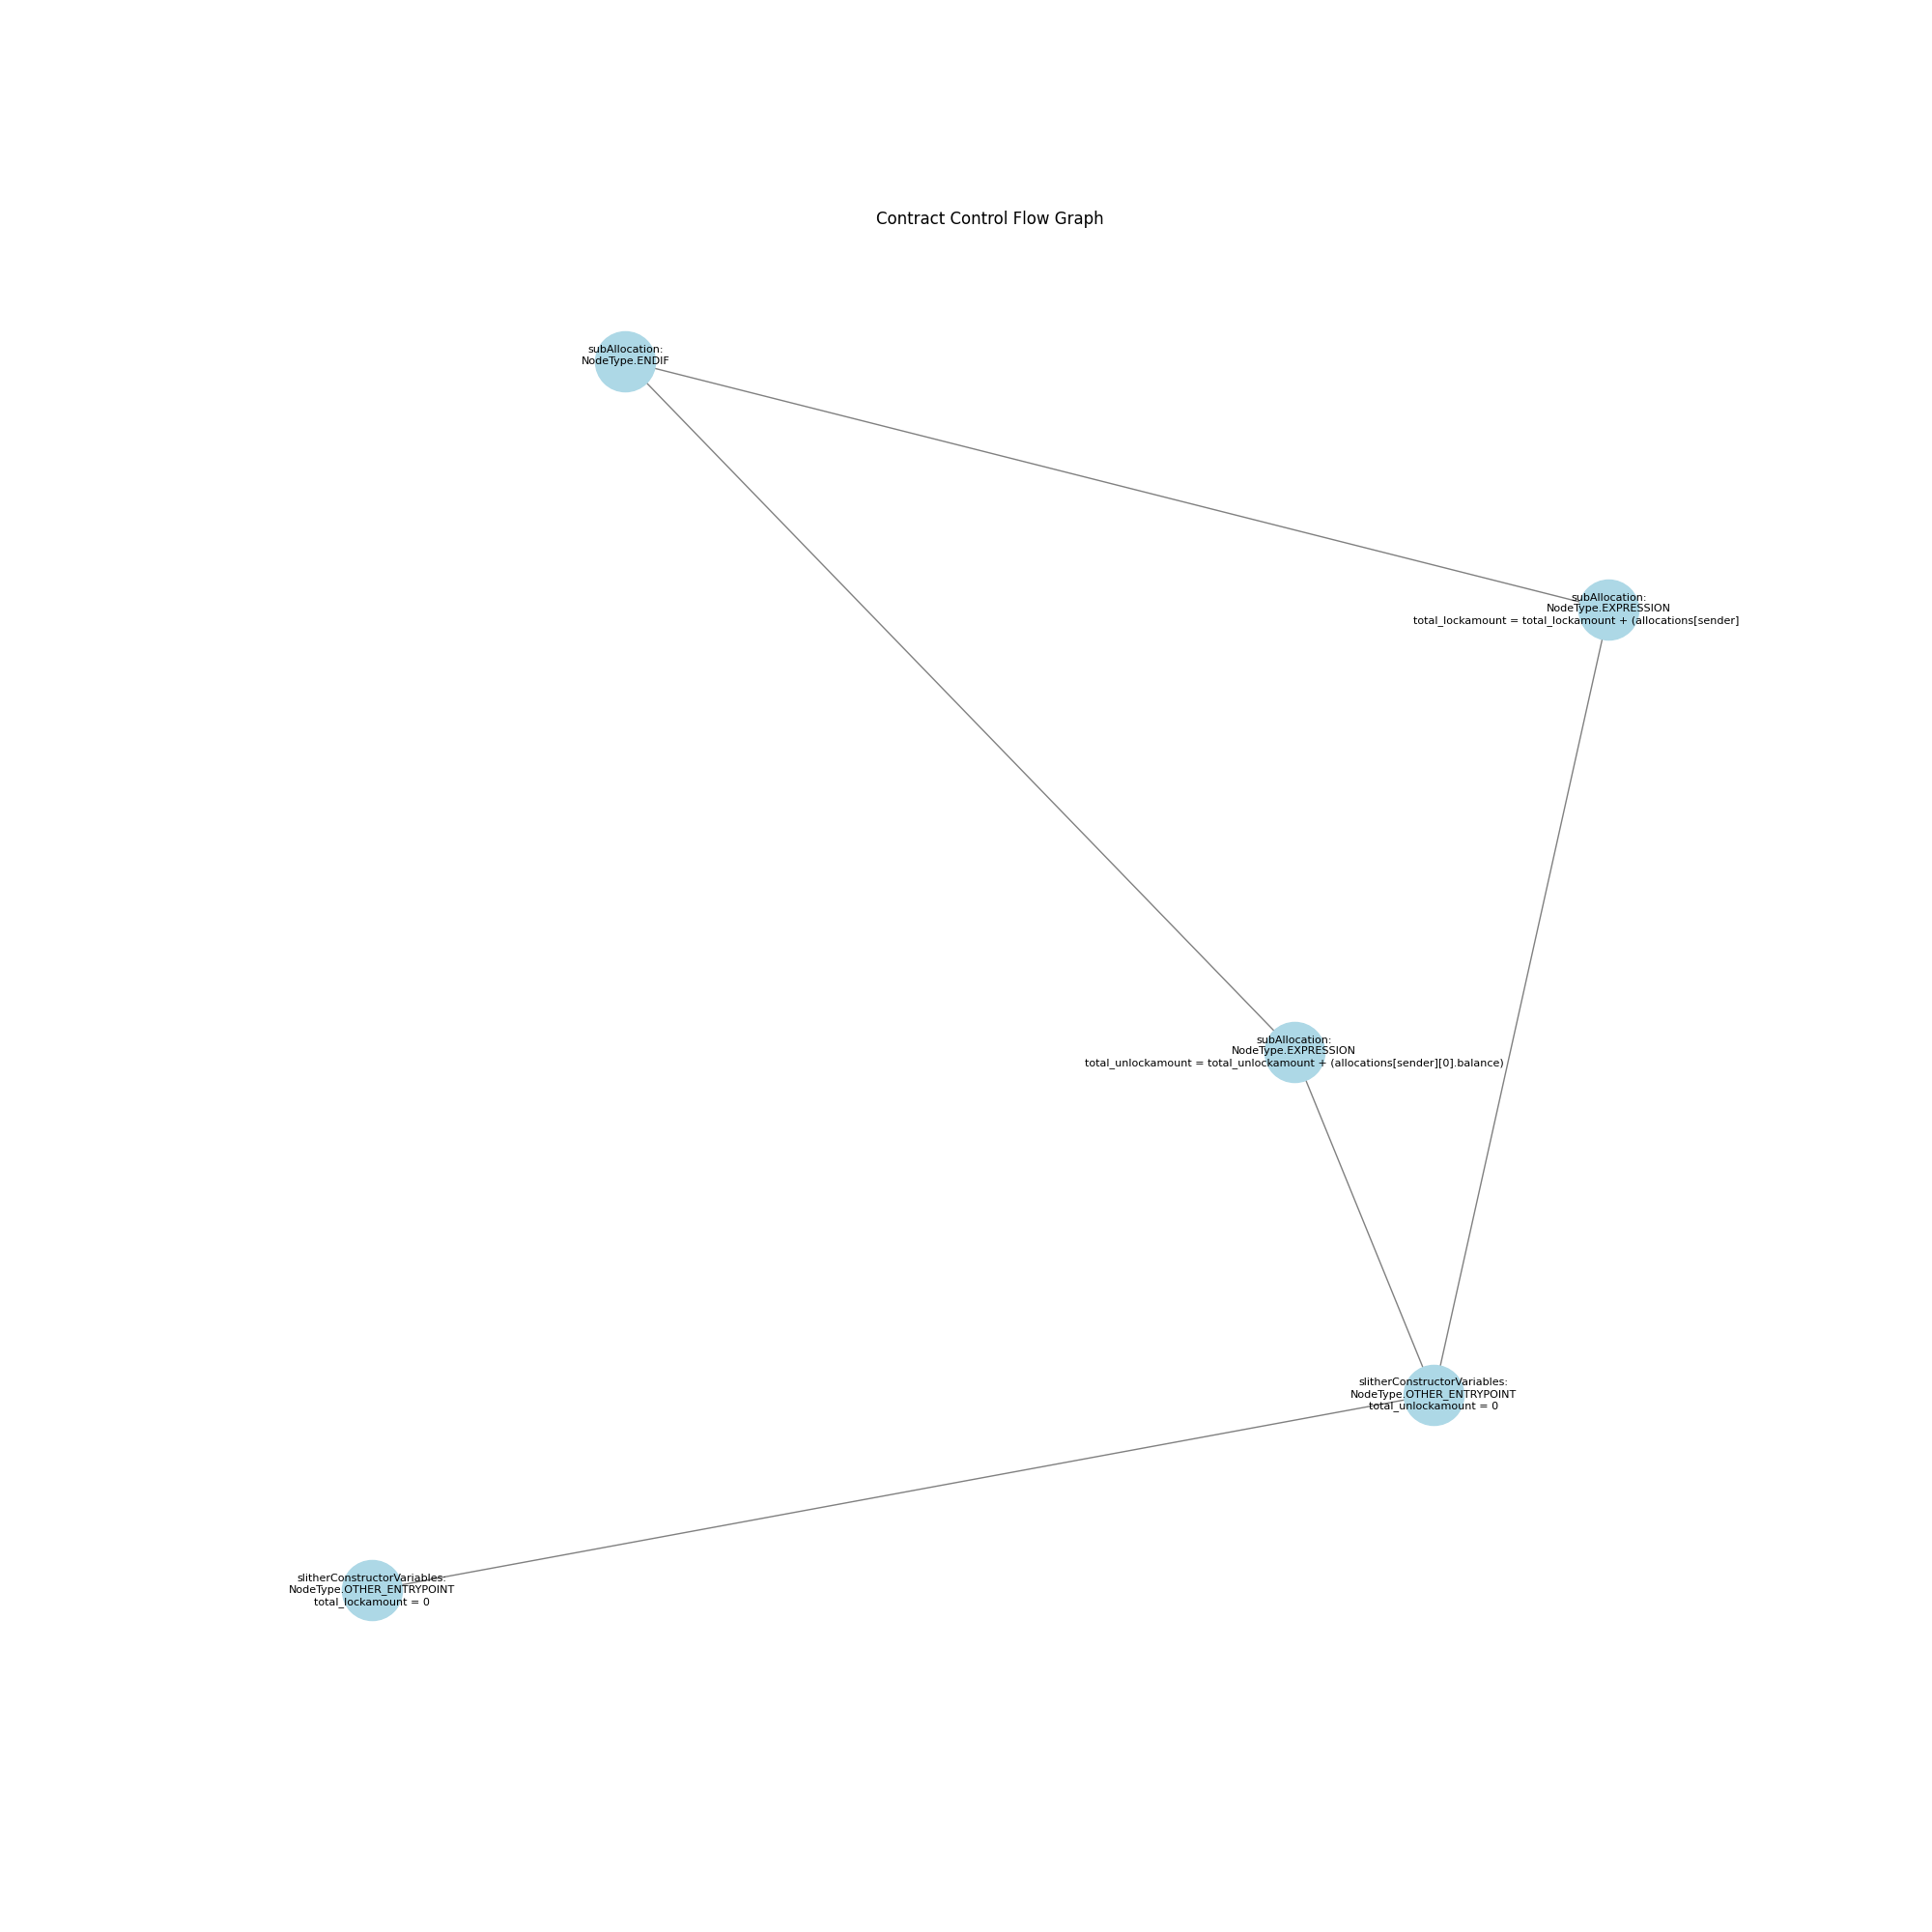 Contract Control Flow Graph
subAllocation:
NodeType.ENDIF
subAllocation:
NodeType.EXPRESSION
total_lockamount = total_lockamount + (allocations[sender]
subAllocation:
NodeType.EXPRESSION
total_unlockamount = total_unlockamount + (allocations[sender][0].balance)
slitherConstructorVariables:
NodeType.OTHER_ENTRYPOINT
total_unlockamount = 0
slitherConstructorVariables:
NodeType.OTHER_ENTRYPOINT
total_lockamount = 0